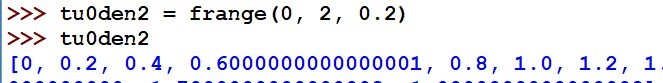 >>> tu0den2 = frange(0, 2, 0.2)
>>> tu0den2
[0, 0.2, 0.4, 0.6000000000000001, 0.8, 1.0, 1.2, 1.